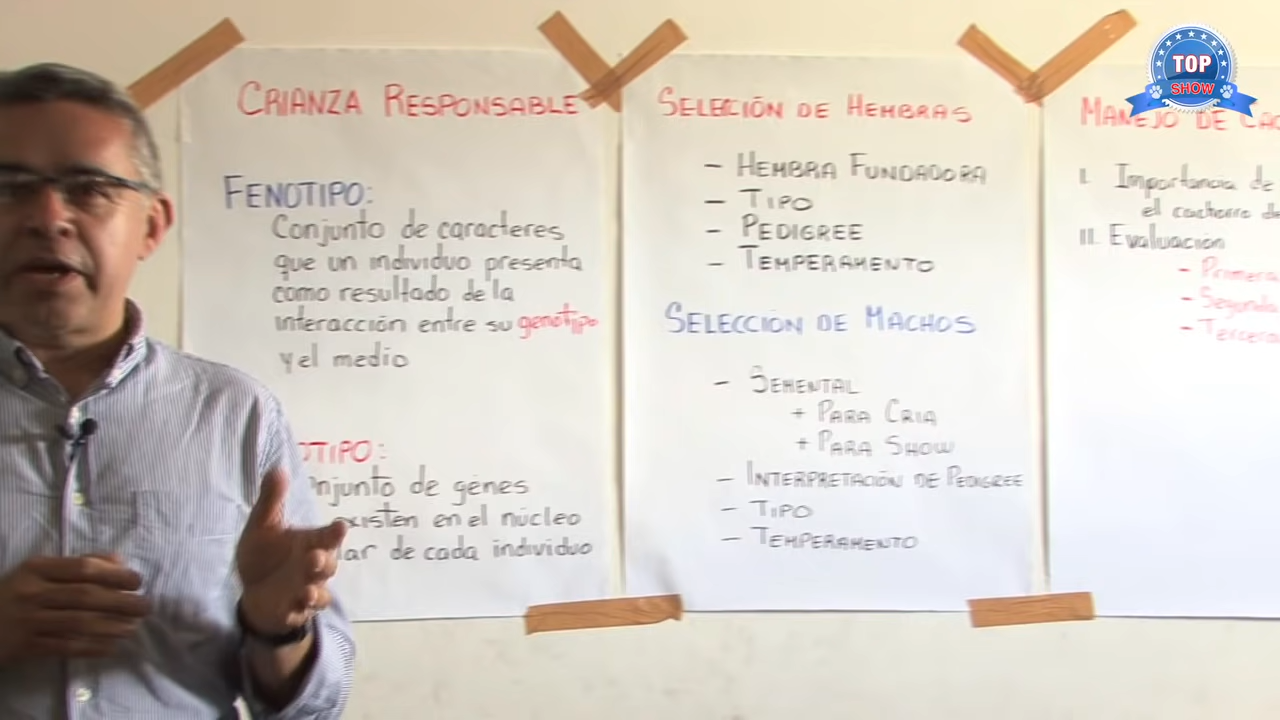 CRIANZA RESPONSABLE
FENOTIPO:
Conjunto de caracteres
que un individuo presenta
como resultado de la
interacción entre su genotipo
y el medio
OTIPO:
njunto de genes
existen en el núcleo
lar de cada individuo
SELECCIÓN DE HEMBRAS
- HEMBRA FUNDADORA
- TIPO
- PEDIGREE
- TEMPERAMENTO
SELECCIÓN DE MACHOS
- SEMENTAL
+ PARA CRIA
+ PARA SHOW
- INTERPRETACIÓN DE PEDIGREE
- TIPO
- TEMPERAMENTO
TOP
SHOW
MANEJO DE CAC
I. Importancia de
el cachorro de
II. Evaluación
- Primera
- Segunda
- Tercera